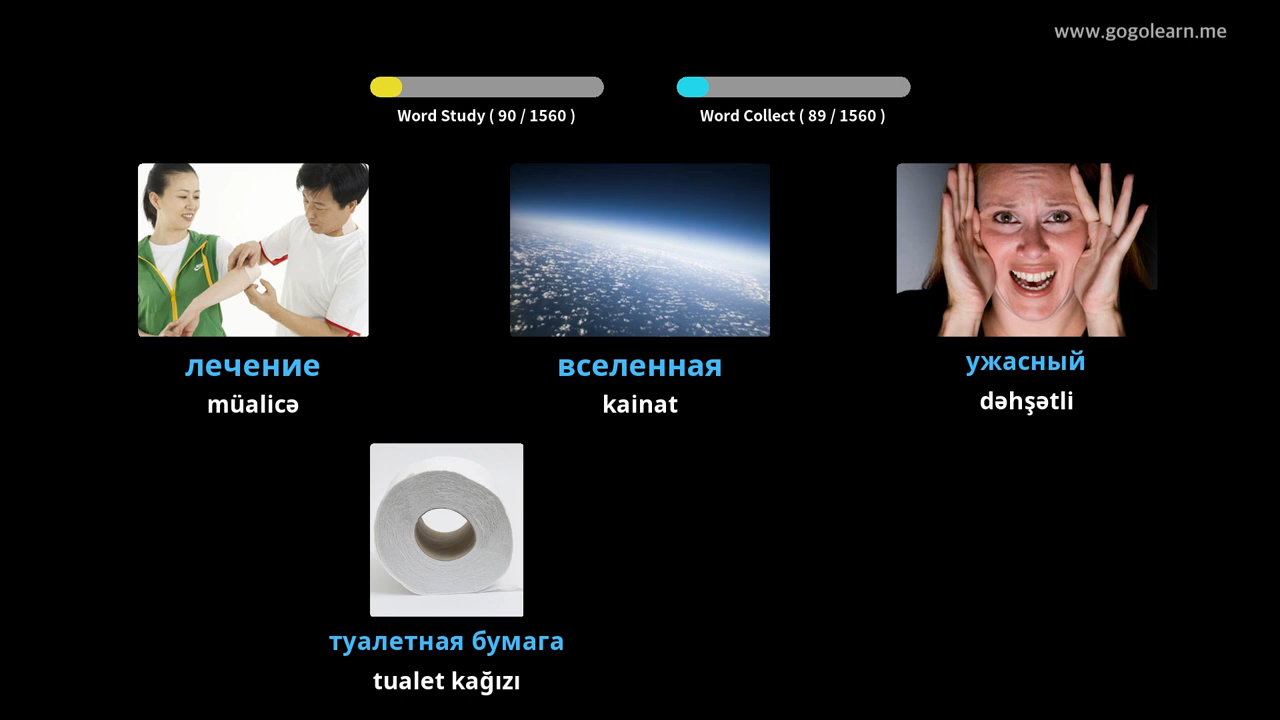 www.gogolearn.me
Word Study ( 90 / 1560 )
Word Collect ( 89 / 1560 )
лечение
müalicə
вселенная
kainat
ужасный
dəhşətli
туалетная бумага
tualet kağızı